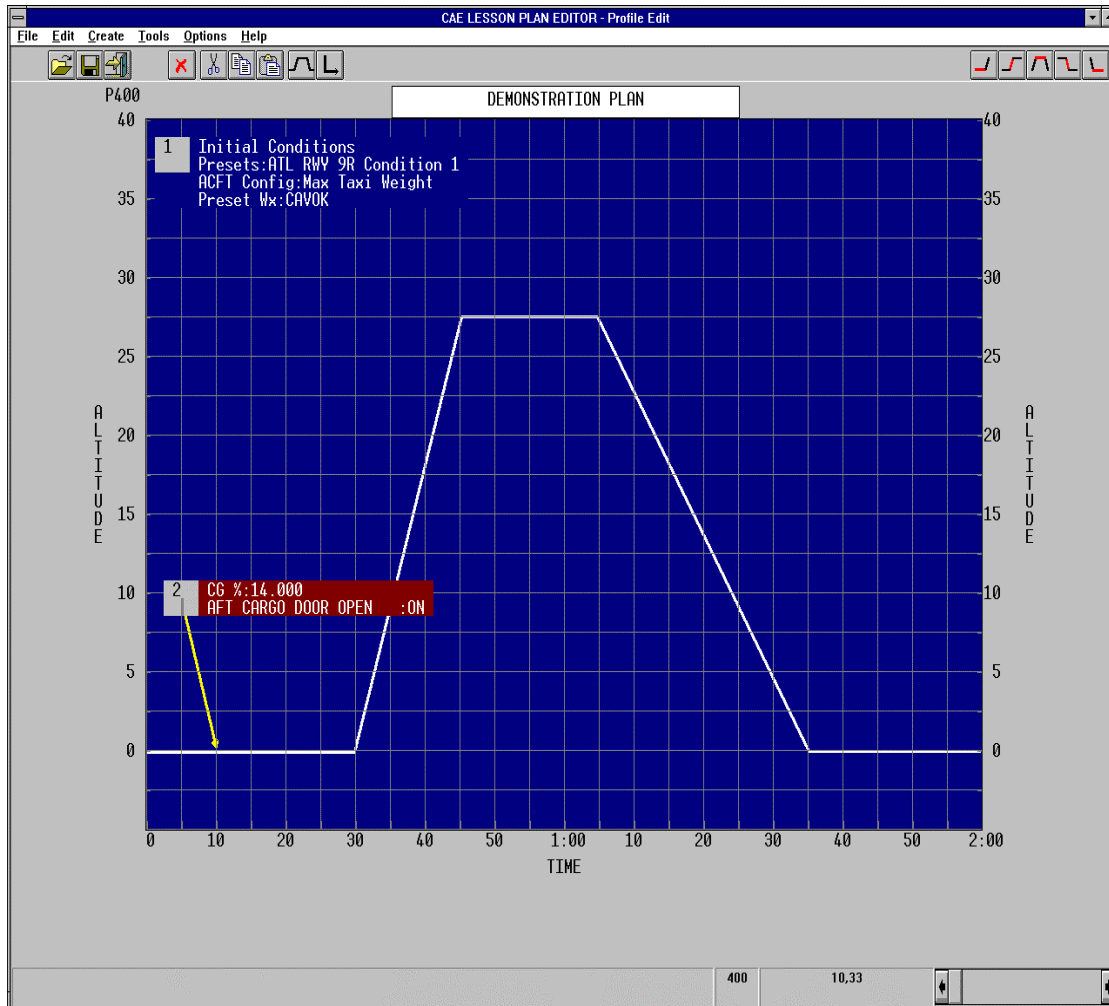 CAE LESSON PLAN EDITOR - Profile Edit
File Edit Create Tools Options Help
P400
DEMONSTRATION PLAN
40 40
1 Initial Conditions
Presets:ATL RWY 9R Condition 1
ACFT Config:Max Taxi Weight
Preset Wx:CAVOK
35 35
30 30
25 25
ALTITUDE ALTITUDE
20 20
15 15
2 CG %:14.000
AFT CARGO DOOR OPEN :ON
10 10
5 5
0 0
0 10 20 30 40 50 1:00 10 20 30 40 50 2:00
TIME
400 10,33